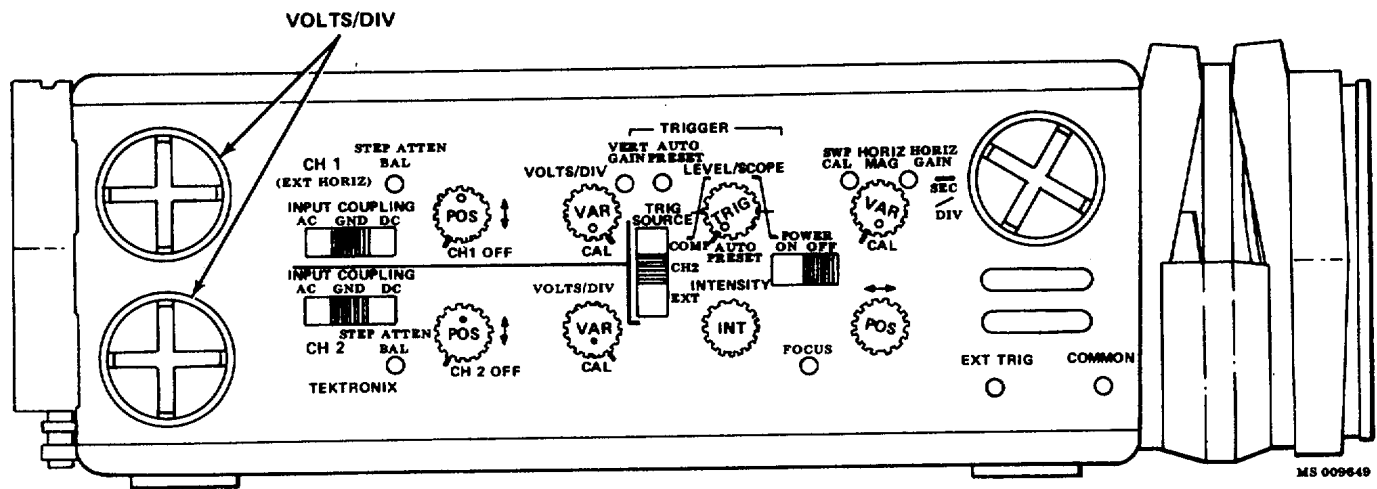 VOLTS/DIV
CH 1
(EXT HORIZ)
STEP ATTEN
BAL
INPUT COUPLING
AC GND DC
POS
CH1 OFF
INPUT COUPLING
AC GND DC
CH 2
STEP ATTEN
BAL
TEKTRONIX
POS
CH 2 OFF
VOLTS/DIV
VAR
CAL
VOLTS/DIV
VAR
CAL
TRIGGER
VERT
GAIN
AUTO
PRESET
LEVEL/SCOPE
TRIG
SOURCE
TRIG
COMP
CH2
EXT
AUTO
PRESET
POWER
ON OFF
INTENSITY
INT
FOCUS
SWP
CAL
HORIZ
MAG
HORIZ
GAIN
VAR
CAL
SEC
/
DIV
POS
EXT TRIG
COMMON
MS 009649